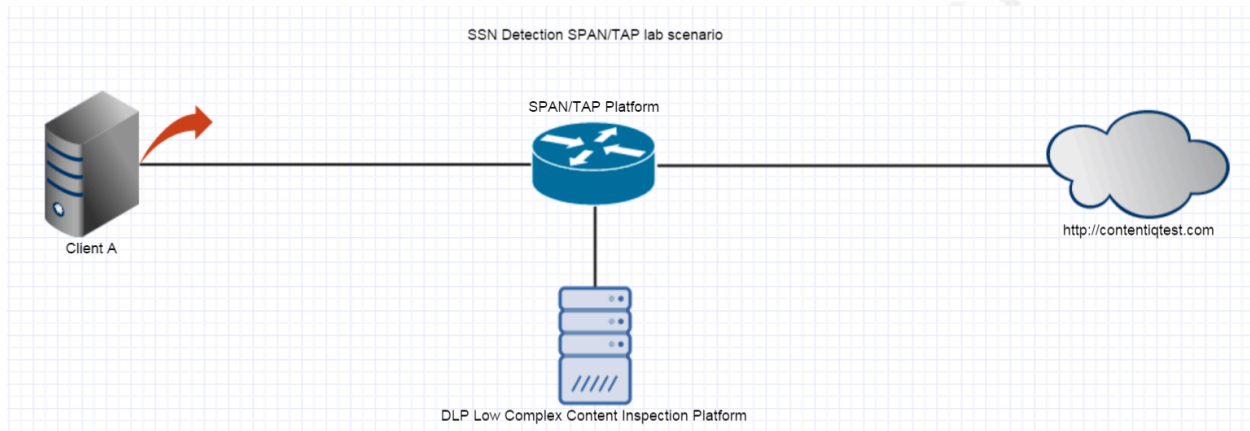 SSN Detection SPAN/TAP lab scenario
SPAN/TAP Platform
Client A
http://contentiqtest.com
DLP Low Complex Content Inspection Platform